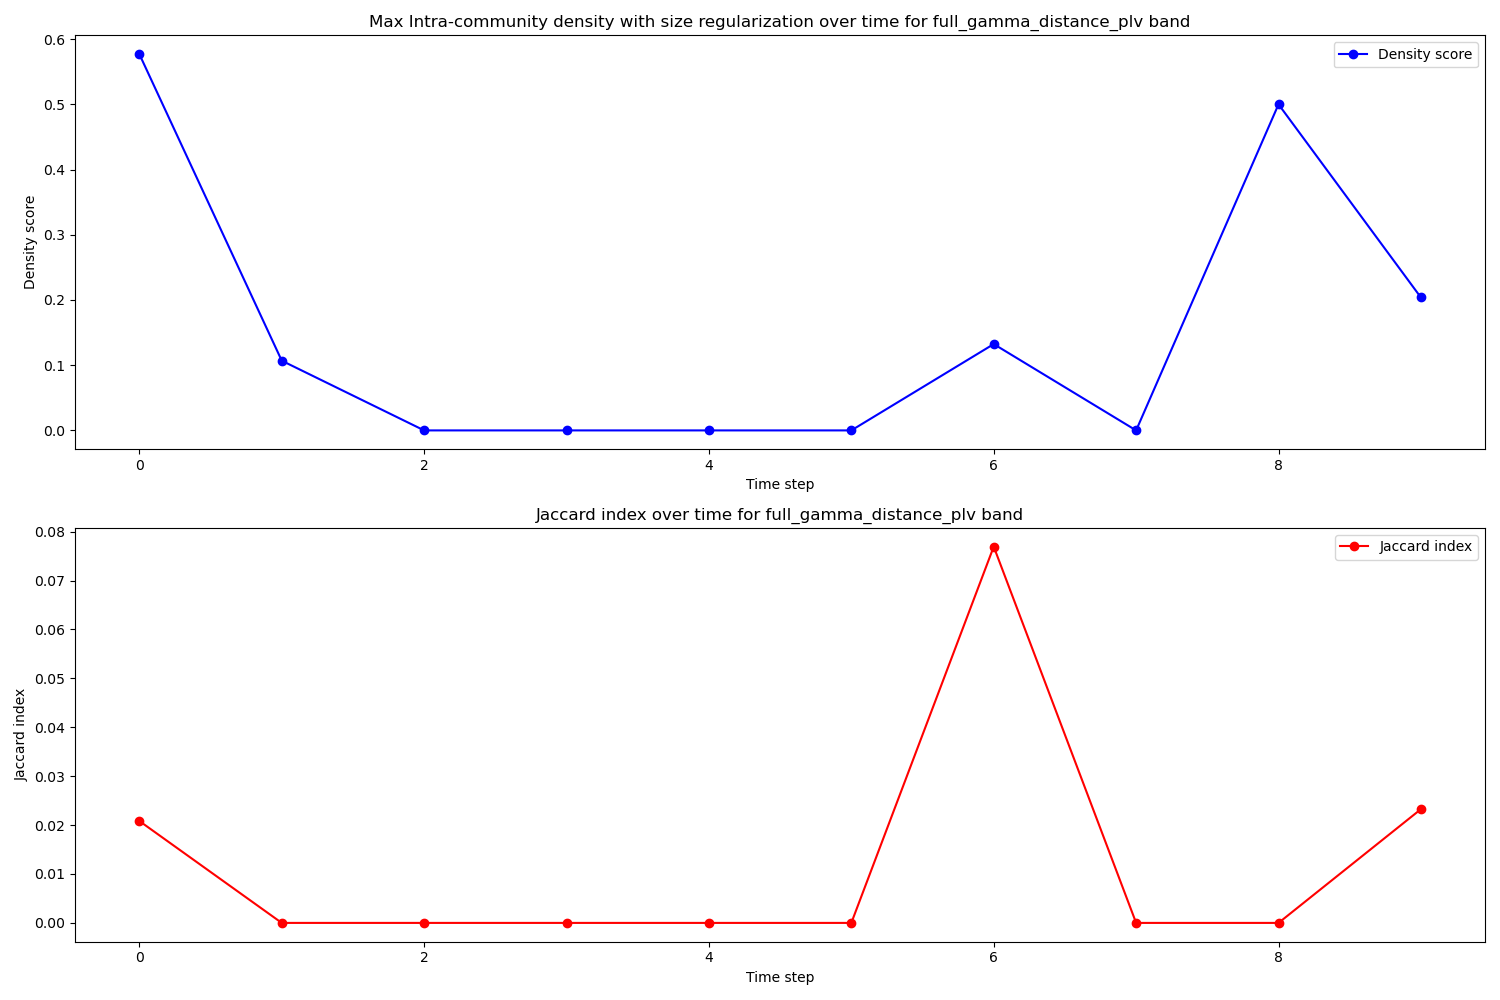 Max Intra-community density with size regularization over time for full_gamma_distance_plv band
0.6
0.5
0.4
0.3
0.2
0.1
0.0
Density score
Density score
0 2 4 6 8
Time step
Jaccard index over time for full_gamma_distance_plv band
0.08
0.07
0.06
0.05
0.04
0.03
0.02
0.01
0.00
Jaccard index
Jaccard index
0 2 4 6 8
Time step